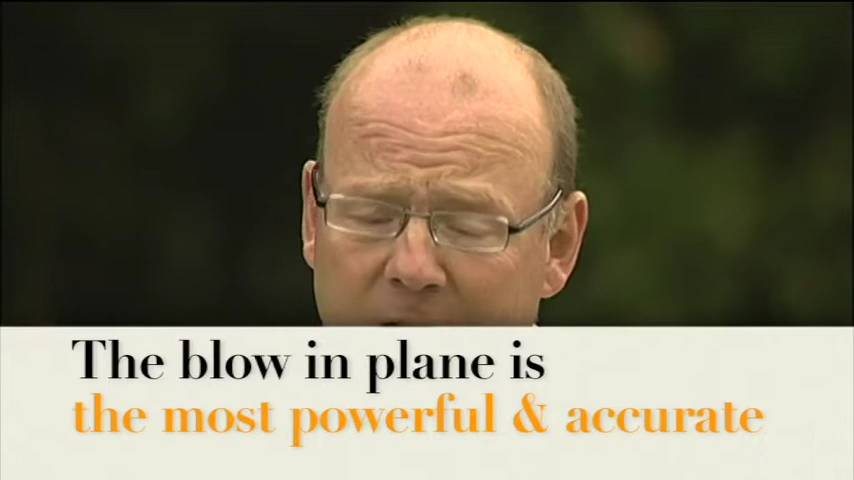 The blow in plane is
the most powerful & accurate